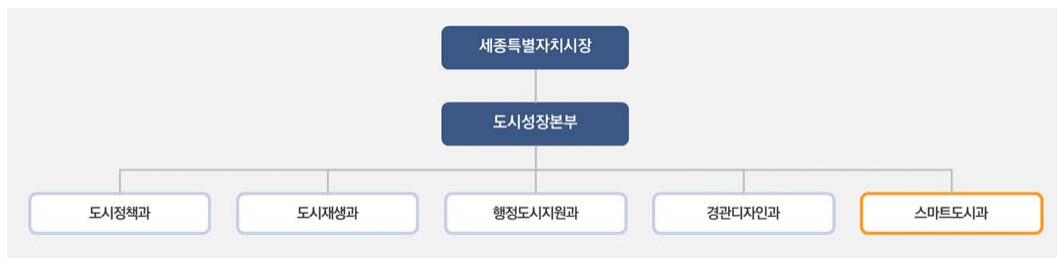 세종특별자치시장
도시성장본부
도시정책과
도시재생과
행정도시지원과
경관디자인과
스마트도시과